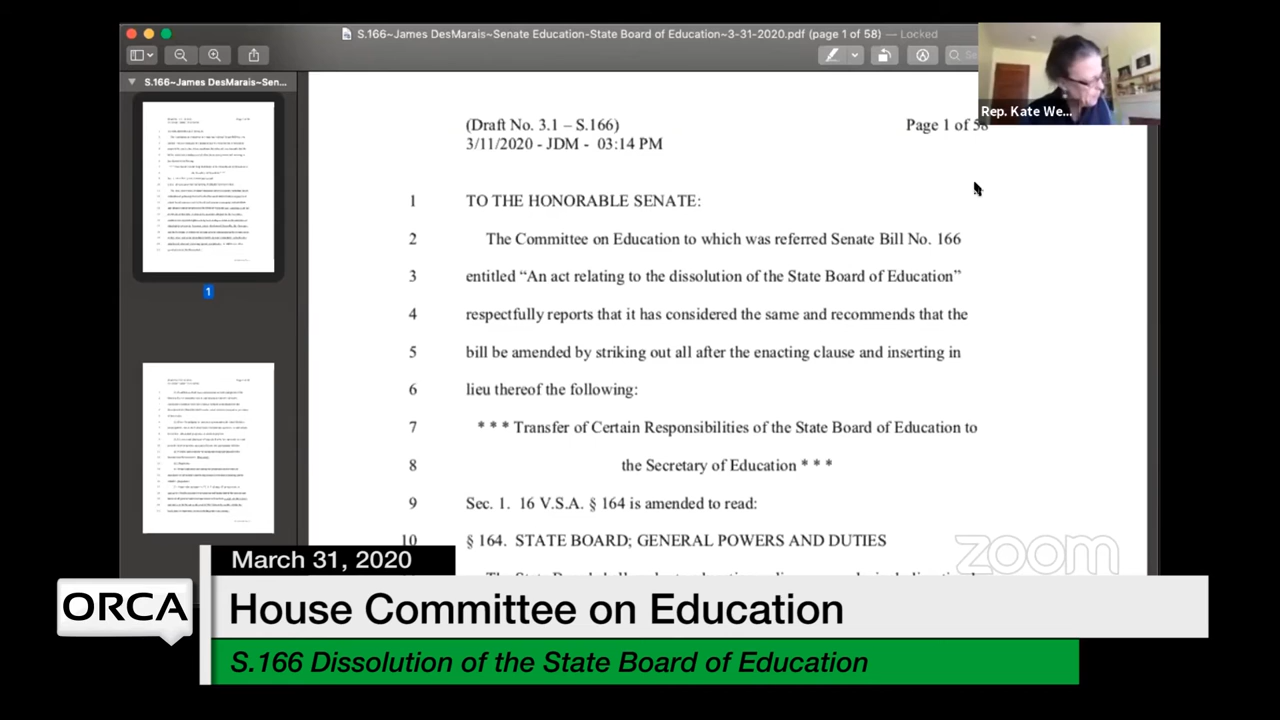 S.166~James DesMarais~Senate Education-State Board of Education~3-31-2020.pdf (page 1 of 58) — Locked
S.166~James DesMarais~Sen...
Rep. Kate We...
(Draft No. 3.1 – S.166) Page 1 of 58
3/11/2020 - JDM - 03:14 PM
1 TO THE HONORABLE SENATE:
2 The Committee on Education to which was referred Senate Bill No. 166
3 entitled “An act relating to the dissolution of the State Board of Education”
4 respectfully reports that it has considered the same and recommends that the
5 bill be amended by striking out all after the enacting clause and inserting in
6 lieu thereof the following:
7 * * * Transfer of Certain Responsibilities of the State Board of Education to
8 the Secretary of Education * * *
9 Sec. 1. 16 V.S.A. § 164 is amended to read:
10 § 164. STATE BOARD; GENERAL POWERS AND DUTIES
1
zoom
March 31, 2020
ORCA
House Committee on Education
S.166 Dissolution of the State Board of Education